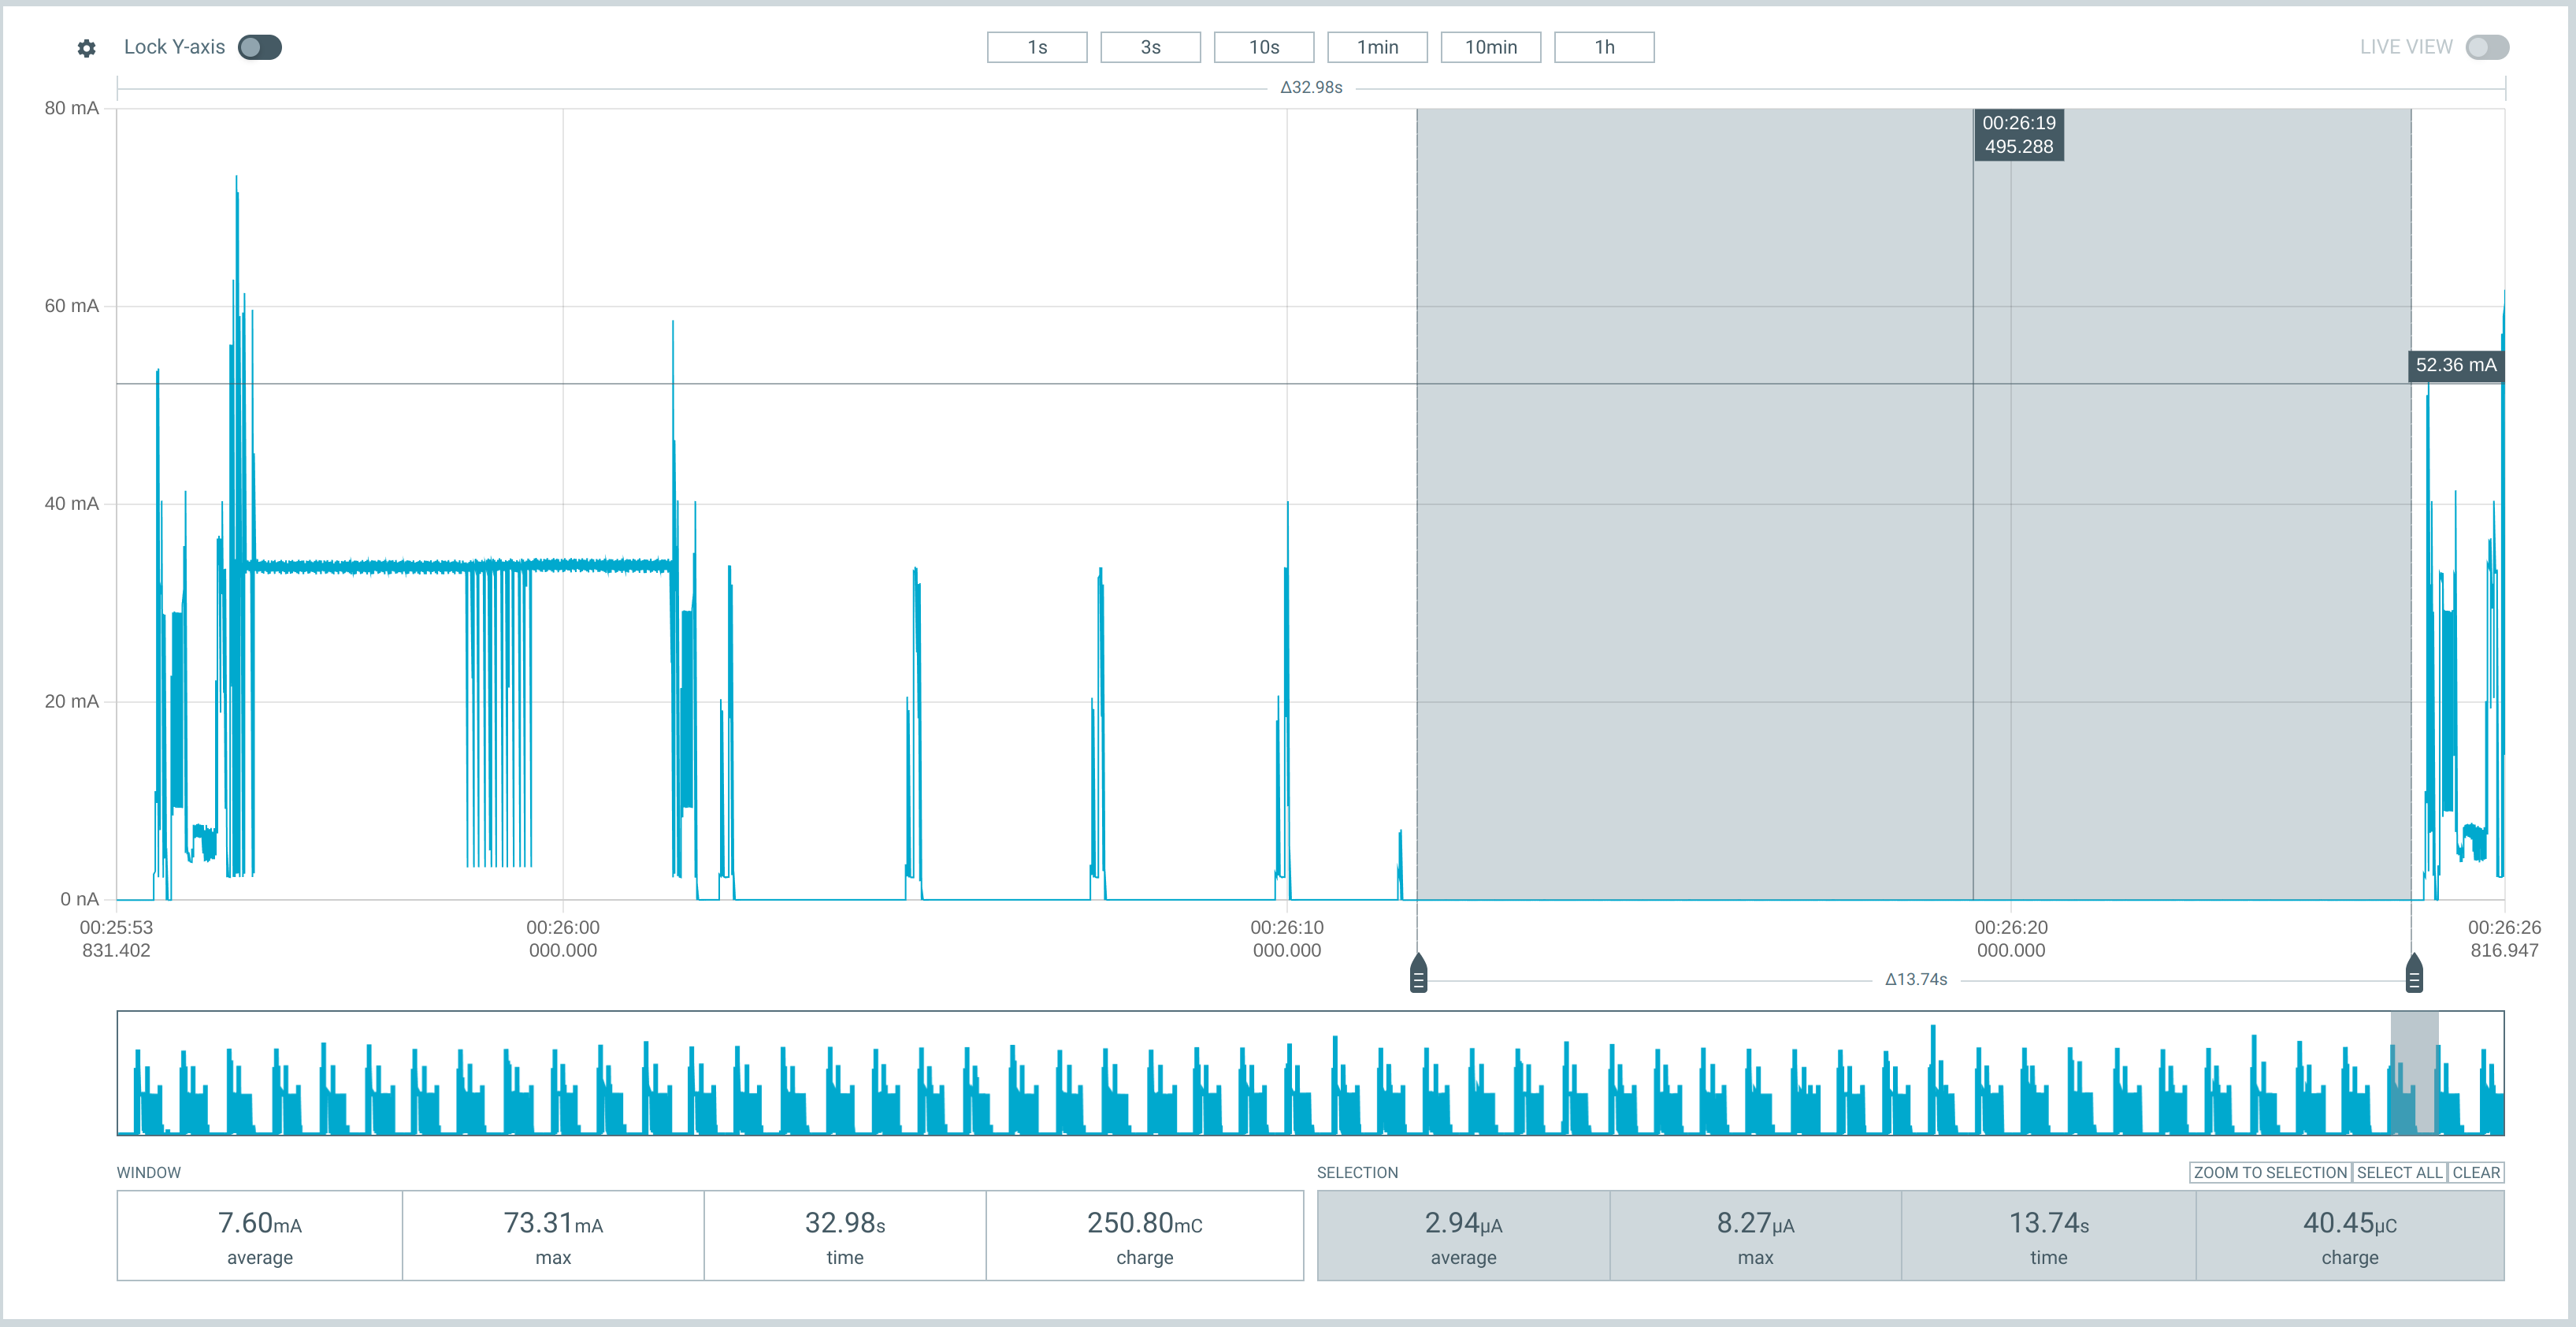 Lock Y-axis
1s 3s 10s 1min 10min 1h
LIVE VIEW
Δ32.98s
80 mA
00:26:19
495.288
60 mA
52.36 mA
40 mA
20 mA
0 nA
00:25:53 00:26:00 00:26:10 00:26:20 00:26:26
831.402 000.000 000.000 000.000 816.947
Δ13.74s
WINDOW
7.60mA 73.31mA 32.98s 250.80mC
average max time charge
SELECTION
ZOOM TO SELECTION SELECT ALL CLEAR
2.94μA 8.27μA 13.74s 40.45μC
average max time charge